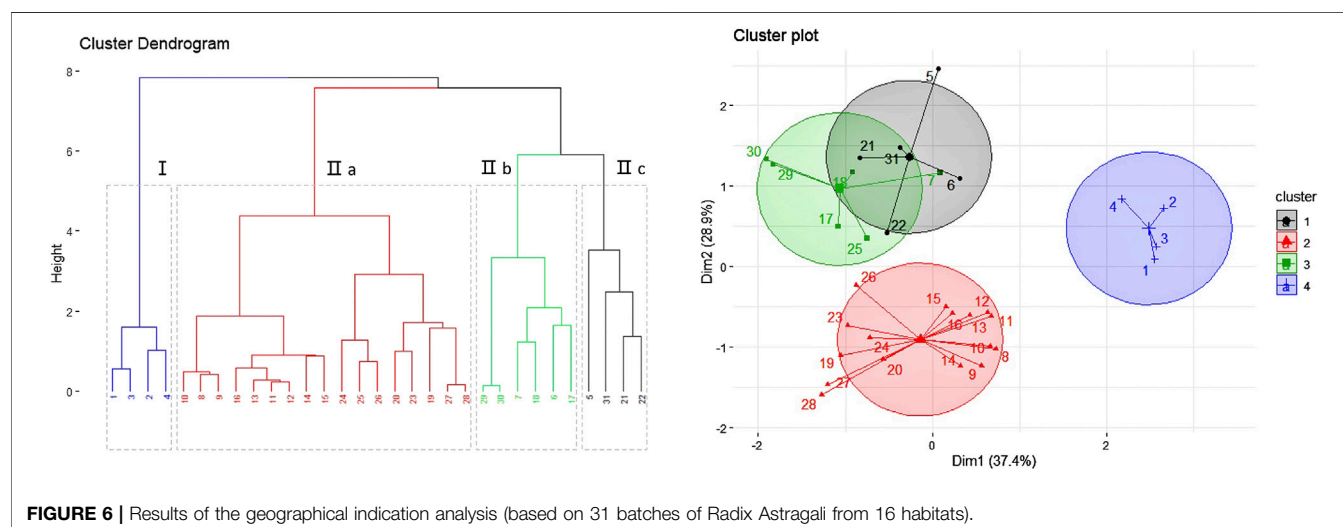 Cluster Dendrogram
8
6
4
2
0
Height
I
II a
II b
II c
1 3 2 4 10 8 9 16 13 11 12 14 15 24 25 26 20 23 19 27 28 29 30 7 18 6 17 5 31 21 22
Cluster plot
2
1
0
-1
-2
Dim2 (28.9%)
5
30
29
21
31
18
7
6
17
22
25
4
2
3
1
26
15
12
23
16
13
11
24
10
8
19
20
14
9
27
28
-2
0
2
Dim1 (37.4%)
cluster
a 1
a 2
a 3
a 4
FIGURE 6 | Results of the geographical indication analysis (based on 31 batches of Radix Astragali from 16 habitats).